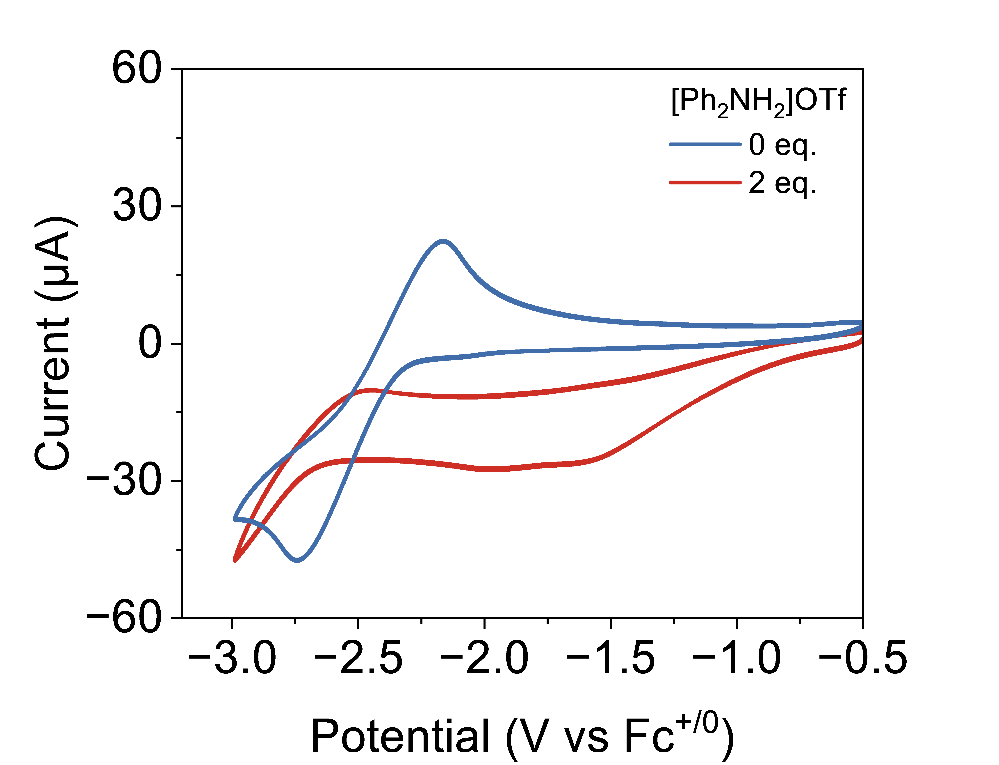 [Ph₂NH₂]OTf
0 eq.
2 eq.
60
30
0
−30
−60
Current (μA)
−3.0 −2.5 −2.0 −1.5 −1.0 −0.5
Potential (V vs Fc⁺ᐟ⁰)